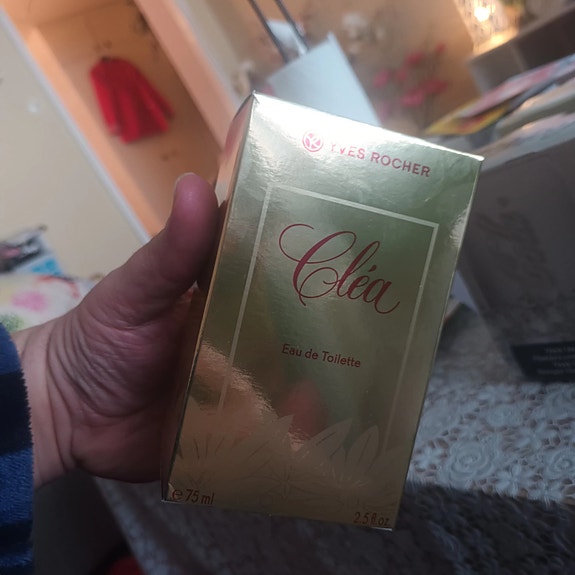 YVES ROCHER
Cléa
Eau de Toilette
e 75 ml
2.5 fl.oz.